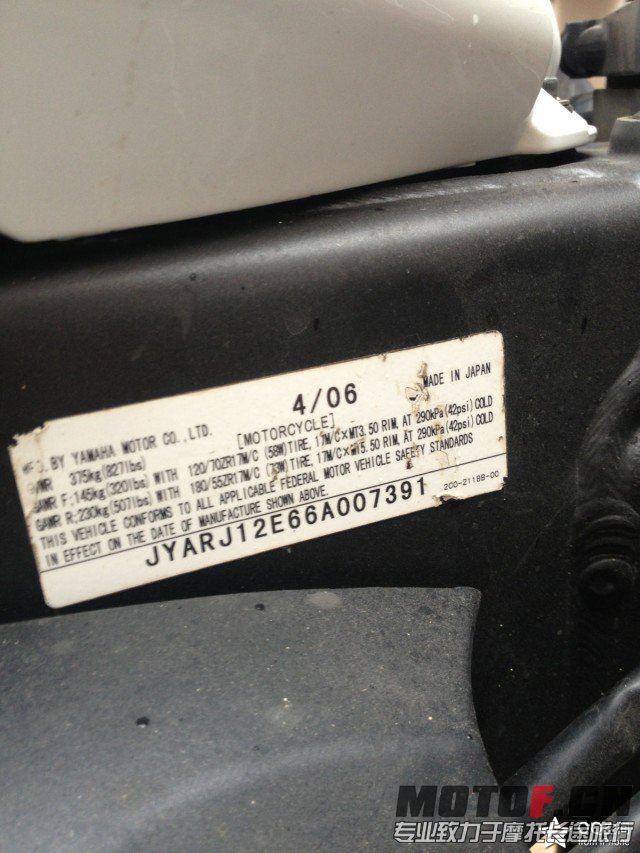 4/06
MADE IN JAPAN
MFD. BY YAMAHA MOTOR CO., LTD. [MOTORCYCLE]
GVWR 375kg(827lbs)
GAWR F:145kg(320lbs) WITH 120/70ZR17M/C (58W)TIRE, 17M/C×MT3.50 RIM, AT 290kPa(42psi)COLD
GAWR R:230kg(507lbs) WITH 180/55ZR17M/C (73W)TIRE, 17M/C×MT5.50 RIM, AT 290kPa(42psi)COLD
THIS VEHICLE CONFORMS TO ALL APPLICABLE FEDERAL MOTOR VEHICLE SAFETY STANDARDS
IN EFFECT ON THE DATE OF MANUFACTURE SHOWN ABOVE.
2C0-2118B-00
JYARJ12E66A007391
MOTOF.CN
专业致力于摩托长途旅行
from iPhone